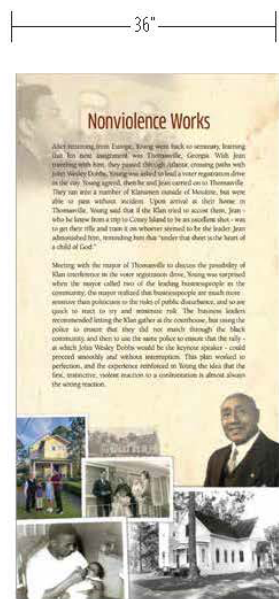 36"
Nonviolence Works
After returning from Europe, Young went back to seminary, learning
that his next assignment was Thomasville, Georgia. With Jean
traveling with him, they passed through Atlanta, crossing paths with
John Wesley Dobbs. Young was asked to lead a voter registration drive
in the city. Young agreed, then he and Jean carried on to Thomasville.
They ran into a number of Klansmen outside of Moultrie, but were
able to pass without incident. Upon arrival at their home in
Thomasville, Young said that if the Klan tried to accost them, Jean -
who he knew from a trip to Coney Island to be an excellent shot - was
to get their rifle and train it on whoever seemed to be the leader. Jean
admonished him, reminding him that "under that sheet is the heart of
a child of God."
Meeting with the mayor of Thomasville to discuss the possibility of
Klan interference in the voter registration drive, Young was surprised
when the mayor called two of the leading businesspeople in the
community, the mayor realized that businesspeople are much more
sensitive than politicians to the risks of public disturbance, and so are
quick to react to try and minimize risk. The business leaders
recommended letting the Klan gather at the courthouse, but using the
police to ensure that they did not march through the black
community, and then to use the same police to ensure that the rally -
at which John Wesley Dobbs would be the keynote speaker - could
proceed smoothly and without interruption. This plan worked to
perfection, and the experience reinforced in Young the idea that the
first, instinctive, violent reaction to a confrontation is almost always
the wrong reaction.